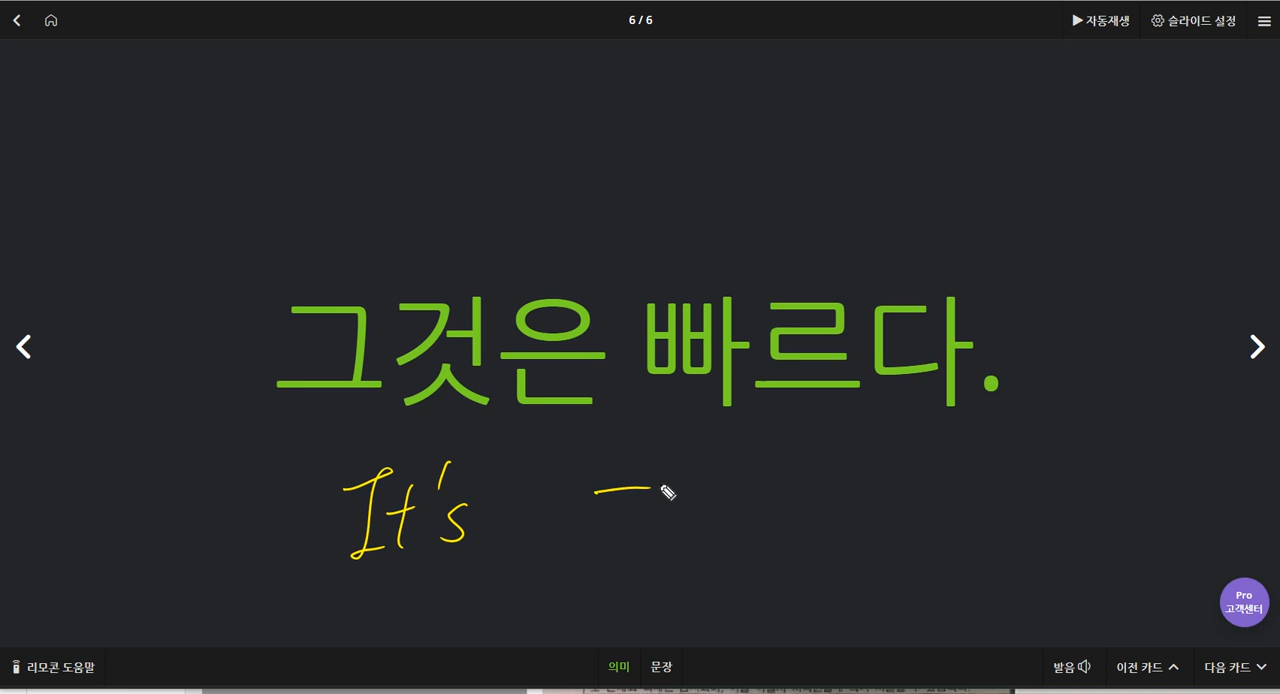 6 / 6
자동재생
슬라이드 설정
그것은 빠르다.
It's
Pro
고객센터
리모콘 도움말
의미
문장
발음
이전 카드
다음 카드